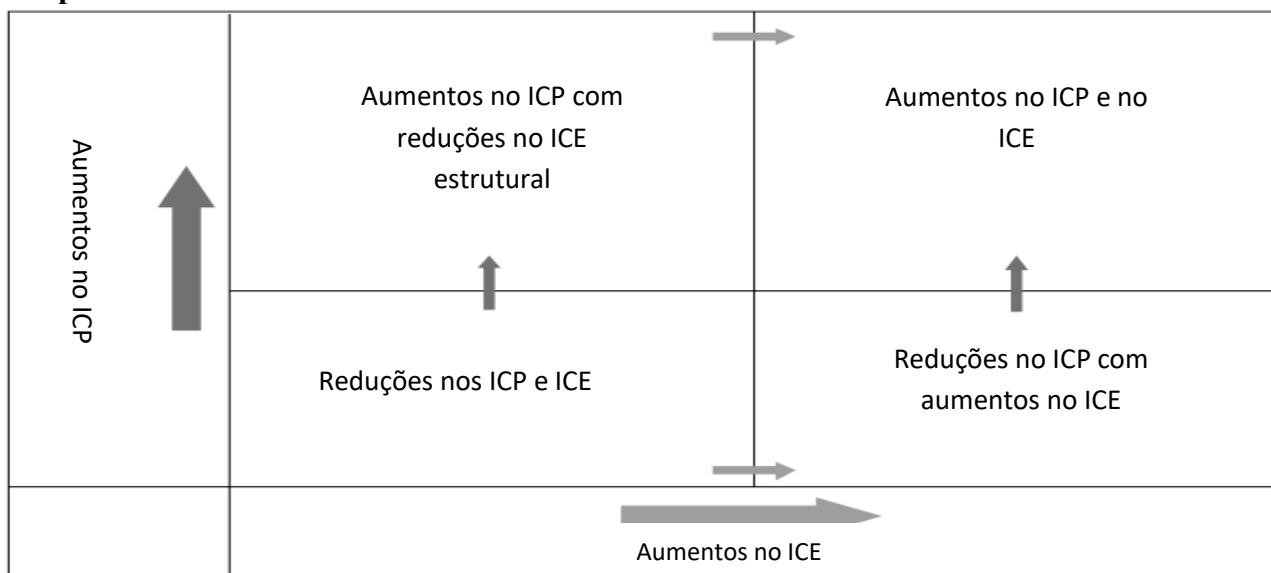 Aumentos no ICP com
reduções no ICE
estrutural
Aumentos no ICP e no
ICE
Aumentos no ICP
Reduções nos ICP e ICE
Reduções no ICP com
aumentos no ICE
Aumentos no ICE